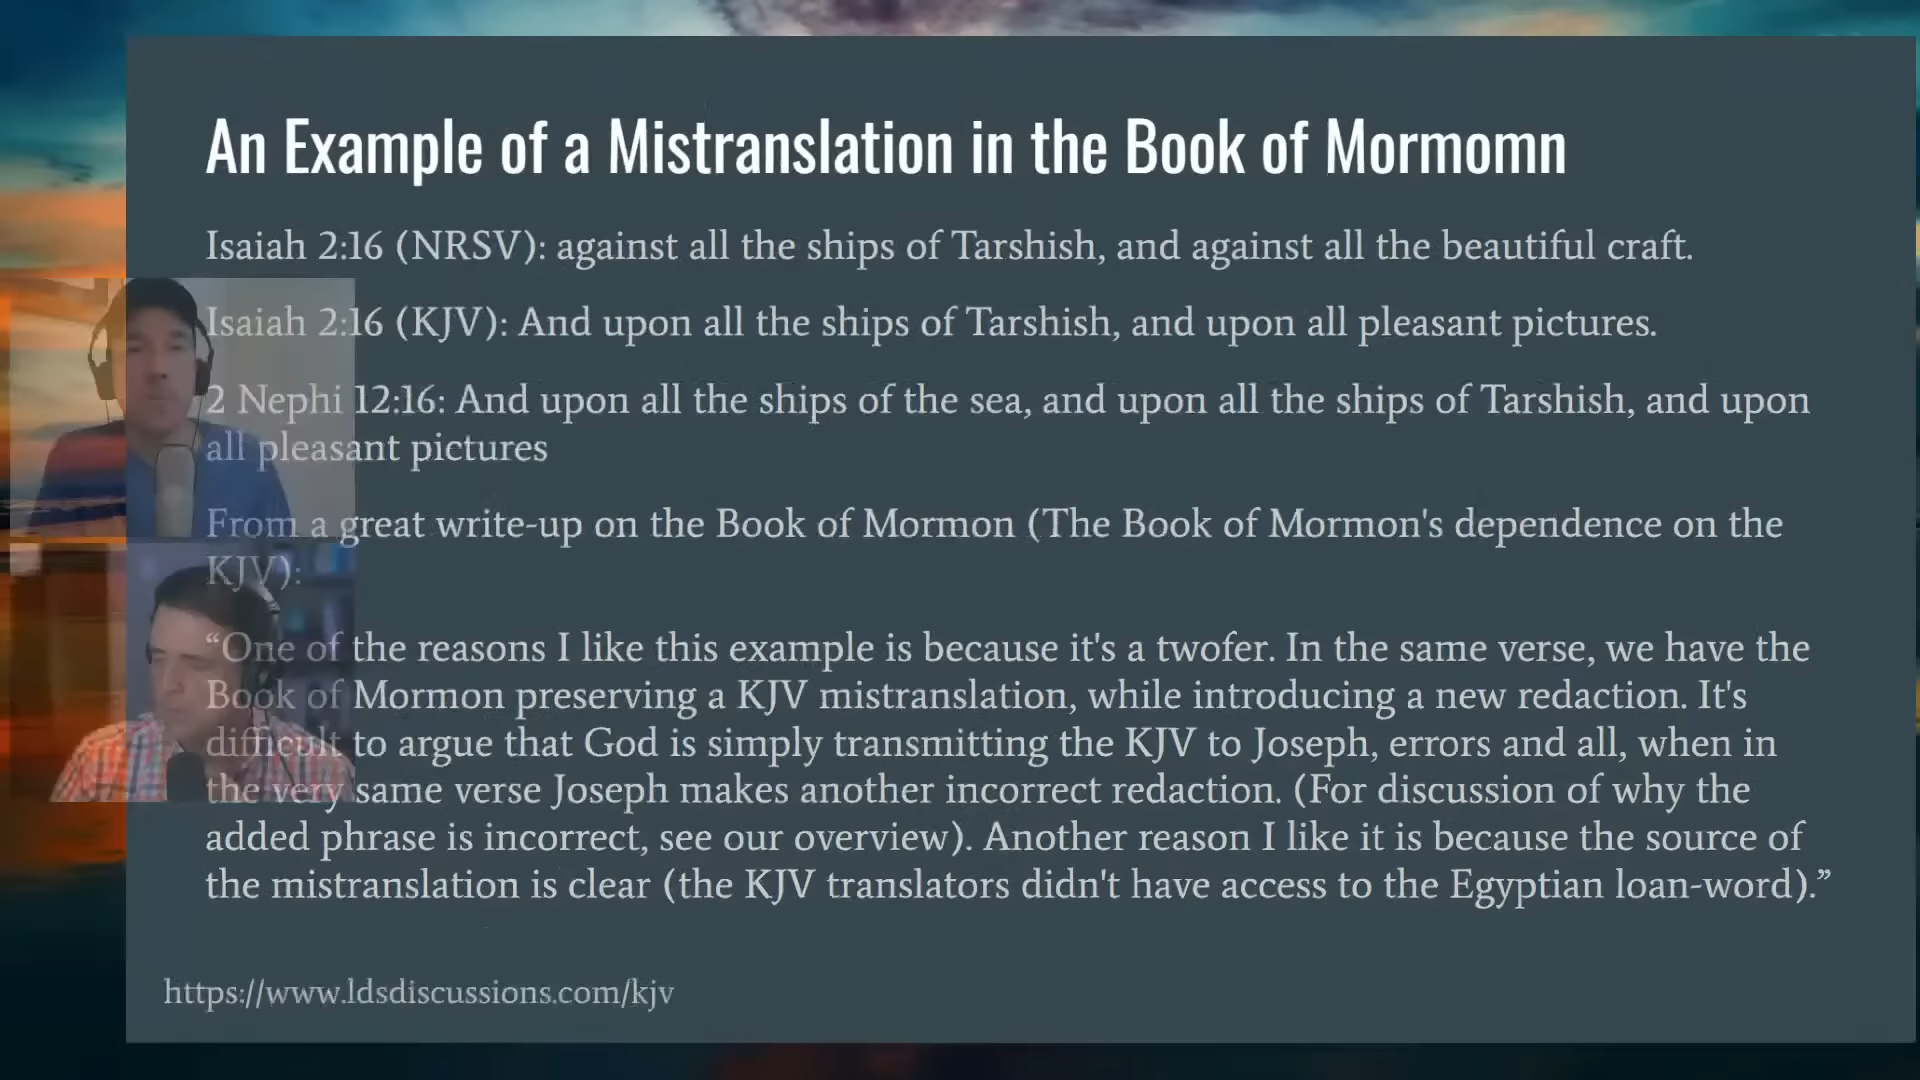 An Example of a Mistranslation in the Book of Mormomn
Isaiah 2:16 (NRSV): against all the ships of Tarshish, and against all the beautiful craft.
Isaiah 2:16 (KJV): And upon all the ships of Tarshish, and upon all pleasant pictures.
2 Nephi 12:16: And upon all the ships of the sea, and upon all the ships of Tarshish, and upon
all pleasant pictures
From a great write-up on the Book of Mormon (The Book of Mormon's dependence on the
KJV):
“One of the reasons I like this example is because it's a twofer. In the same verse, we have the
Book of Mormon preserving a KJV mistranslation, while introducing a new redaction. It's
difficult to argue that God is simply transmitting the KJV to Joseph, errors and all, when in
the very same verse Joseph makes another incorrect redaction. (For discussion of why the
added phrase is incorrect, see our overview). Another reason I like it is because the source of
the mistranslation is clear (the KJV translators didn't have access to the Egyptian loan-word).”
https://www.ldsdiscussions.com/kjv